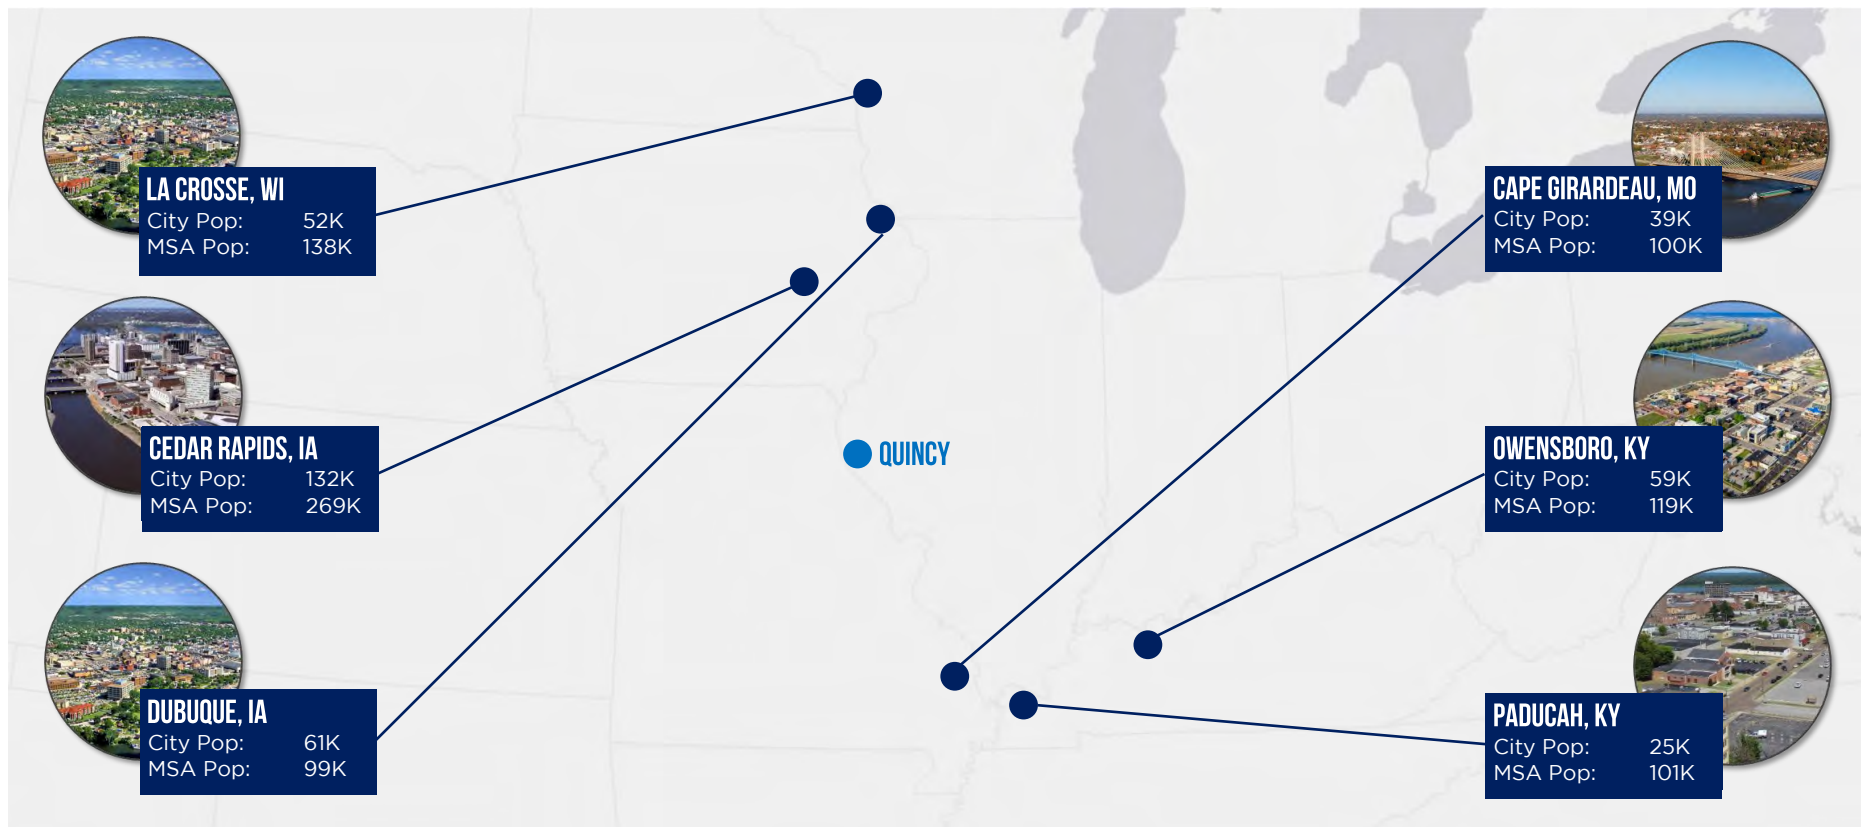 LA CROSSE, WI
City Pop: 52K
MSA Pop: 138K
CEDAR RAPIDS, IA
City Pop: 132K
MSA Pop: 269K
DUBUQUE, IA
City Pop: 61K
MSA Pop: 99K
QUINCY
CAPE GIRARDEAU, MO
City Pop: 39K
MSA Pop: 100K
OWENSBORO, KY
City Pop: 59K
MSA Pop: 119K
PADUCAH, KY
City Pop: 25K
MSA Pop: 101K